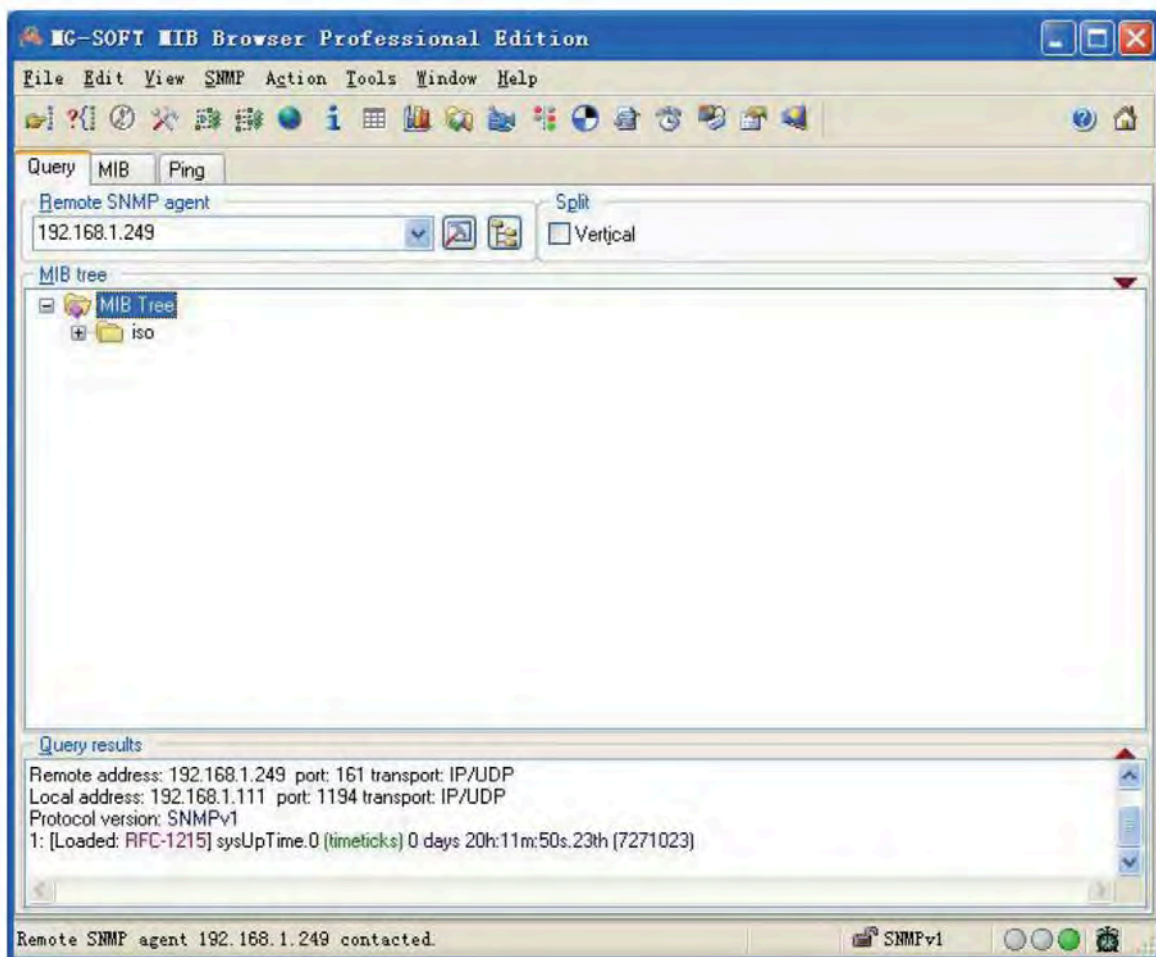 MG-SOFT MIB Browser Professional Edition
File Edit View SNMP Action Tools Window Help
Query MIB Ping
Remote SNMP agent
Split
192.168.1.249
Vertical
MIB tree
MIB Tree
iso
Query results
Remote address: 192.168.1.249 port: 161 transport: IP/UDP
Local address: 192.168.1.111 port: 1194 transport: IP/UDP
Protocol version: SNMPv1
1: [Loaded: RFC-1215] sysUpTime.0 (timeticks) 0 days 20h:11m:50s.23th (7271023)
Remote SNMP agent 192.168.1.249 contacted.
SNMPv1